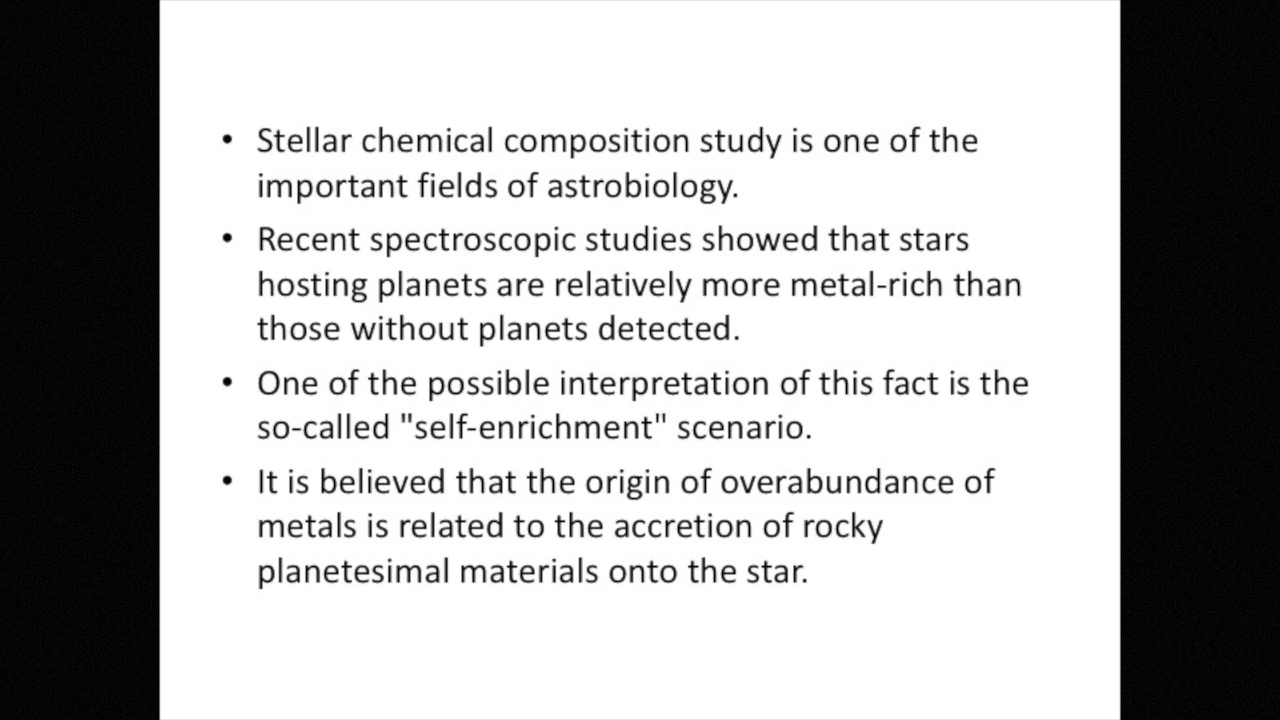 • Stellar chemical composition study is one of the
important fields of astrobiology.
• Recent spectroscopic studies showed that stars
hosting planets are relatively more metal-rich than
those without planets detected.
• One of the possible interpretation of this fact is the
so-called "self-enrichment" scenario.
• It is believed that the origin of overabundance of
metals is related to the accretion of rocky
planetesimal materials onto the star.